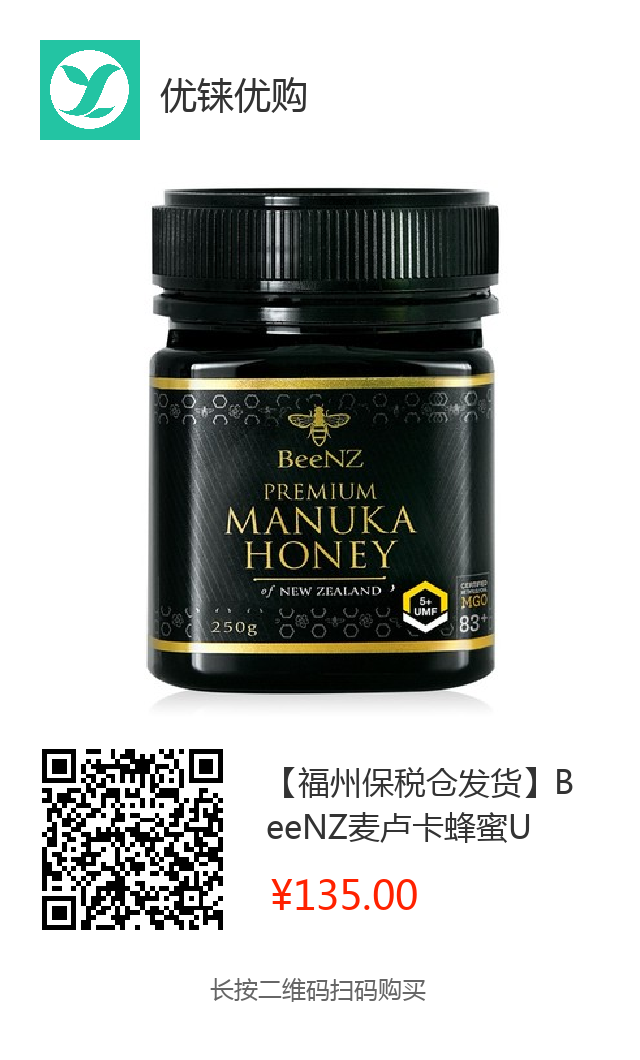 优铼优购
BeeNZ
PREMIUM
MANUKA
HONEY
of NEW ZEALAND
5+
UMF
CERTIFIED
MGO
83+
250g
【福州保税仓发货】B
eeNZ麦卢卡蜂蜜U
¥135.00
长按二维码扫码购买